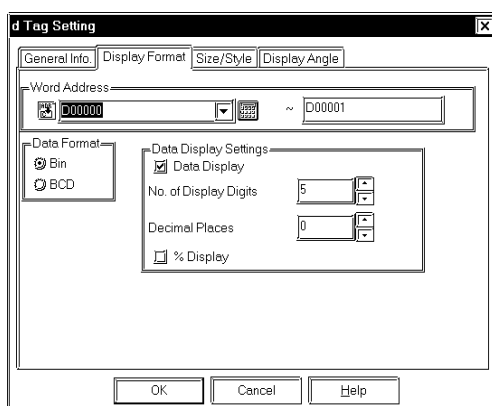 d Tag Setting
General Info. Display Format Size/Style Display Angle
Word Address
D00000 ~ D00001
Data Format
Bin
BCD
Data Display Settings
Data Display
No. of Display Digits 5
Decimal Places 0
% Display
OK Cancel Help